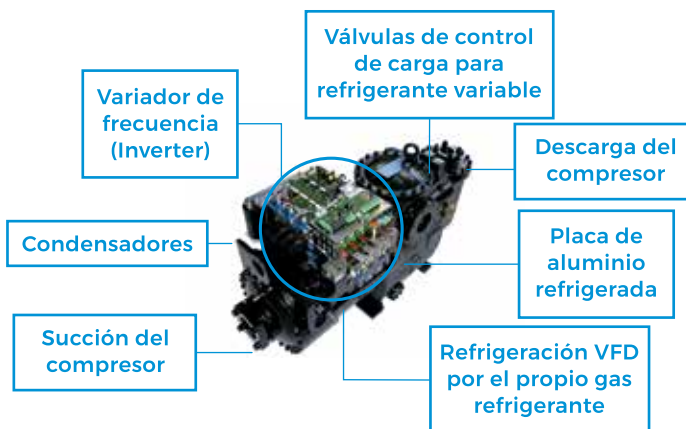 Válvulas de control
de carga para
refrigerante variable
Variador de
frecuencia
(Inverter)
Descarga del
compresor
Condensadores
Placa de
aluminio
refrigerada
Succión del
compresor
Refrigeración VFD
por el propio gas
refrigerante